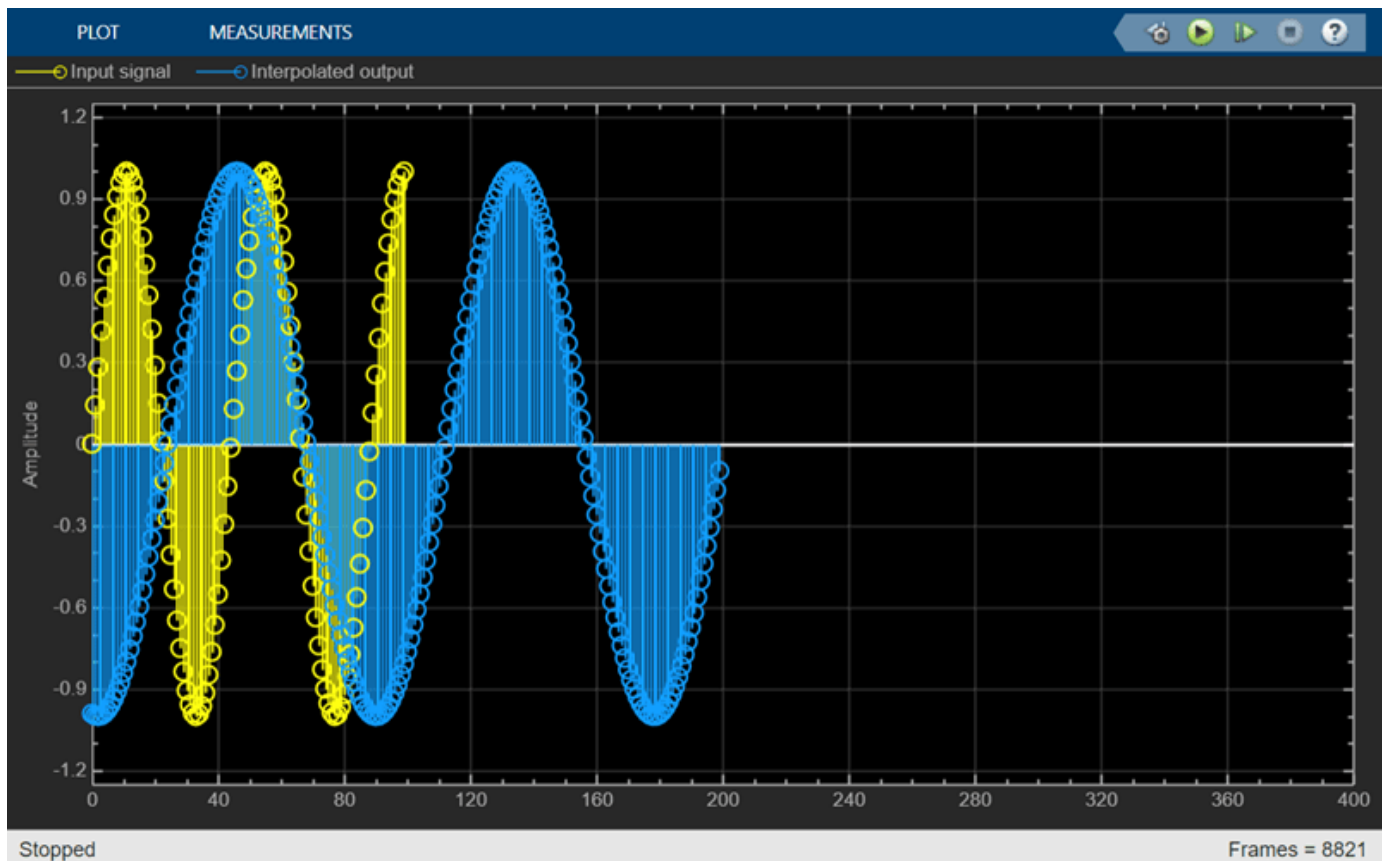 PLOT MEASUREMENTS ?
Input signal Interpolated output
1.2
0.9
0.6
0.3
0
-0.3
-0.6
-0.9
-1.2
Amplitude
0 40 80 120 160 200 240 280 320 360 400
Stopped Frames = 8821